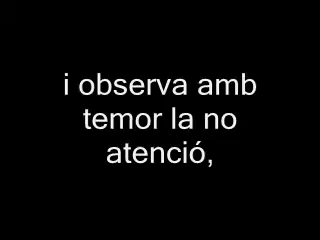 i observa amb
temor la no
atenció,